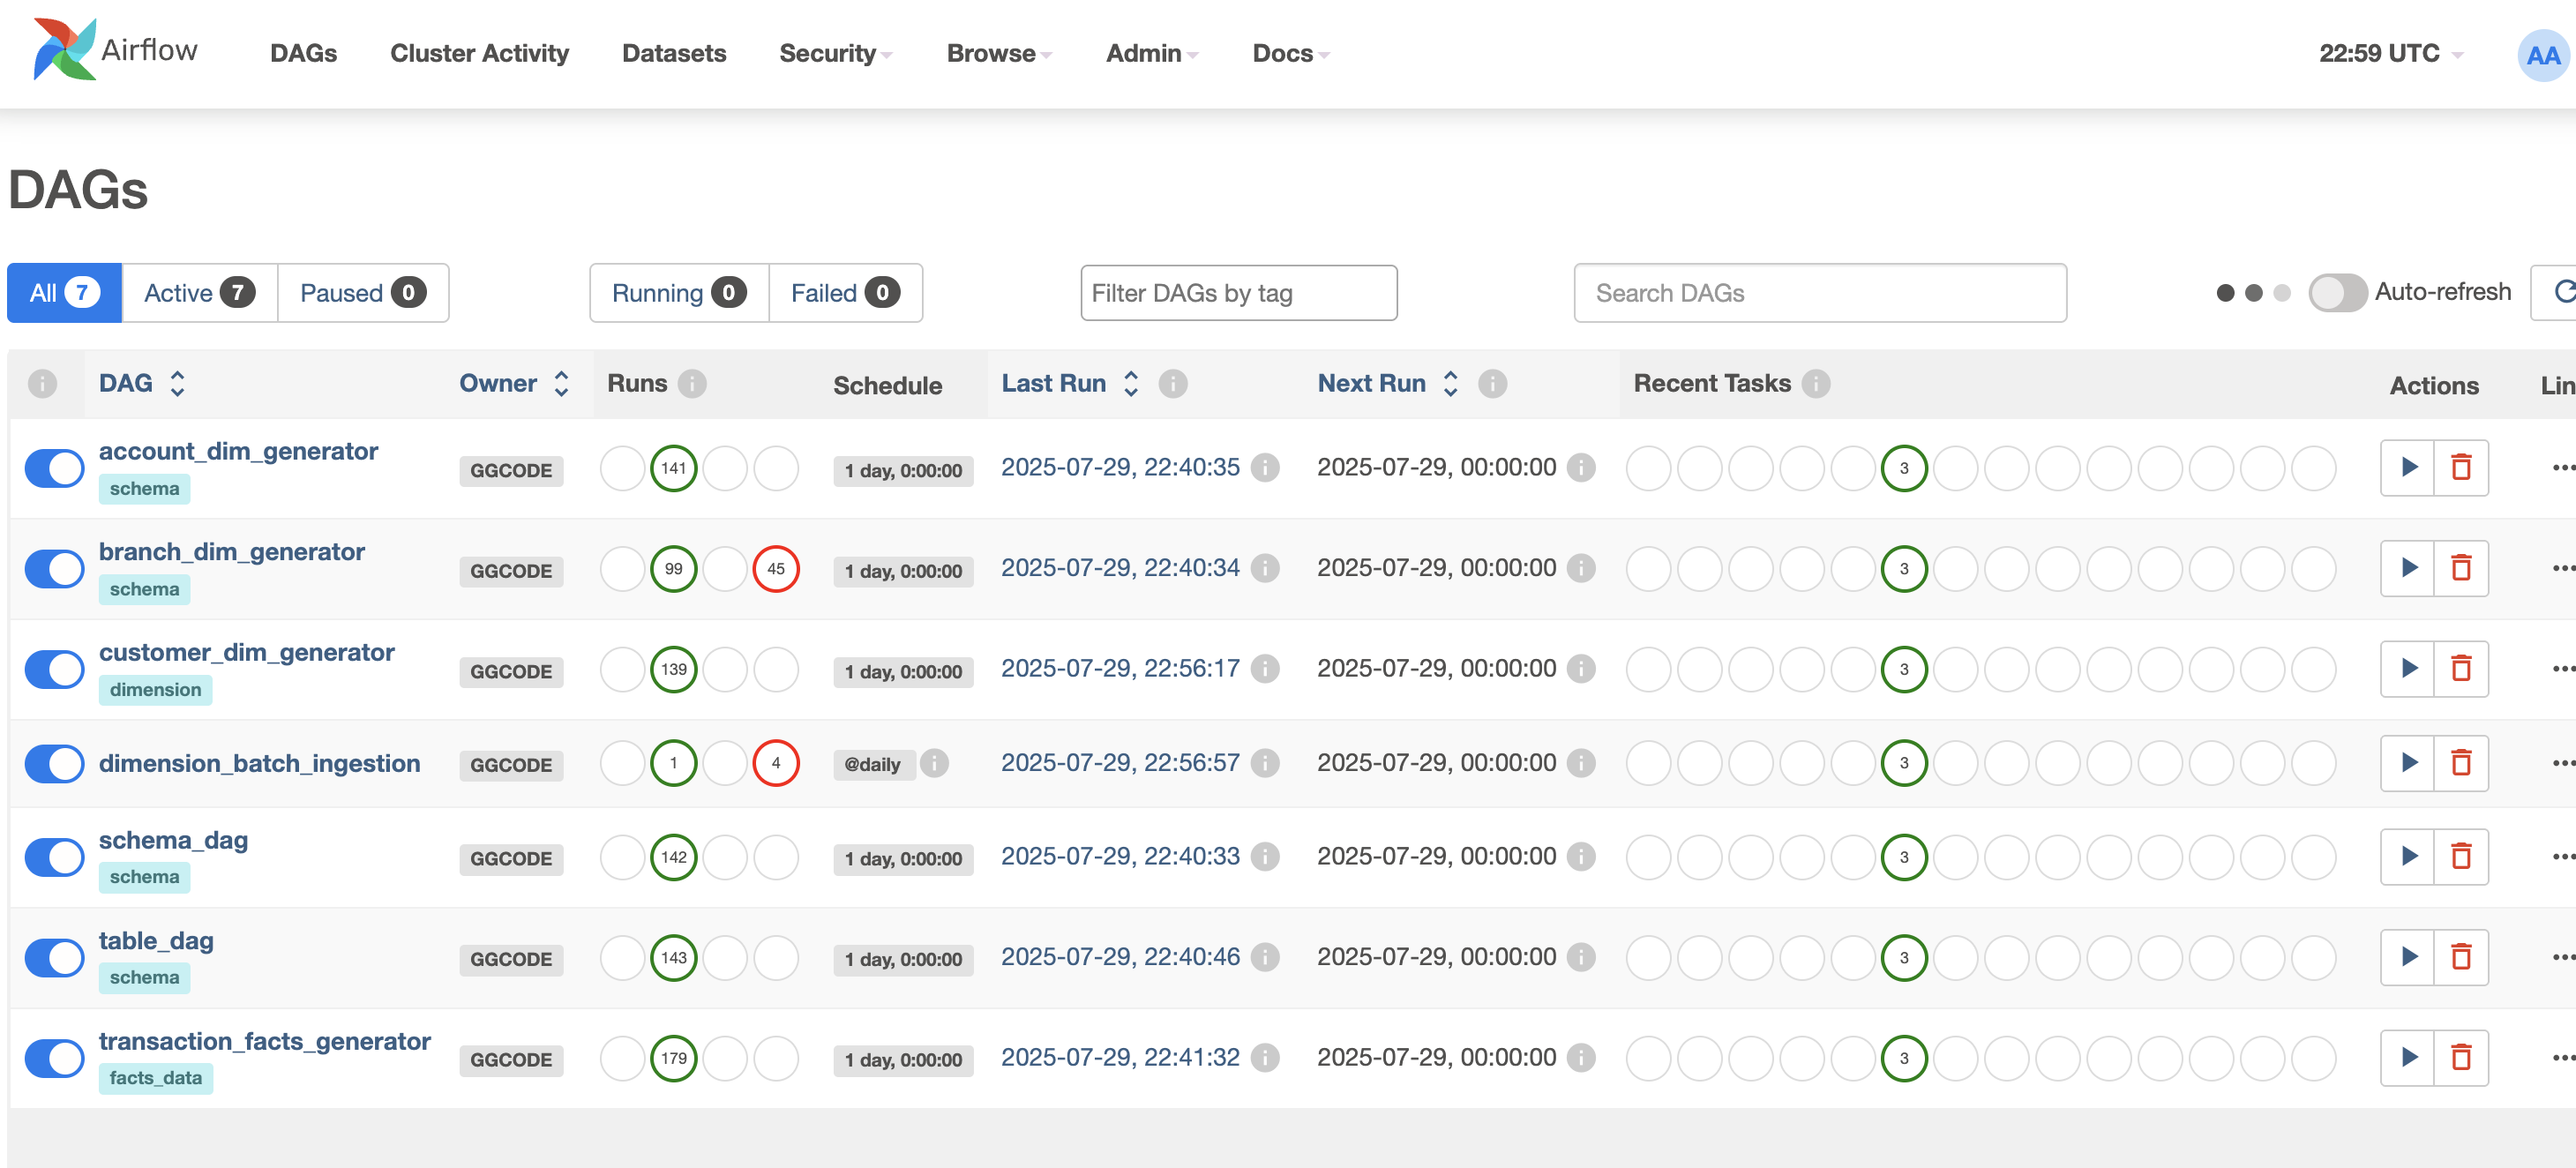 Airflow DAGs Cluster Activity Datasets Security Browse Admin Docs 22:59 UTC AA
DAGs
All 7 Active 7 Paused 0 Running 0 Failed 0 Filter DAGs by tag Search DAGs Auto-refresh
DAG Owner Runs Schedule Last Run Next Run Recent Tasks Actions Lin
account_dim_generator GGCODE 141 1 day, 0:00:00 2025-07-29, 22:40:35 2025-07-29, 00:00:00 3
schema
branch_dim_generator GGCODE 99 45 1 day, 0:00:00 2025-07-29, 22:40:34 2025-07-29, 00:00:00 3
schema
customer_dim_generator GGCODE 139 1 day, 0:00:00 2025-07-29, 22:56:17 2025-07-29, 00:00:00 3
dimension
dimension_batch_ingestion GGCODE 1 4 @daily 2025-07-29, 22:56:57 2025-07-29, 00:00:00 3
schema_dag GGCODE 142 1 day, 0:00:00 2025-07-29, 22:40:33 2025-07-29, 00:00:00 3
schema
table_dag GGCODE 143 1 day, 0:00:00 2025-07-29, 22:40:46 2025-07-29, 00:00:00 3
schema
transaction_facts_generator GGCODE 179 1 day, 0:00:00 2025-07-29, 22:41:32 2025-07-29, 00:00:00 3
facts_data